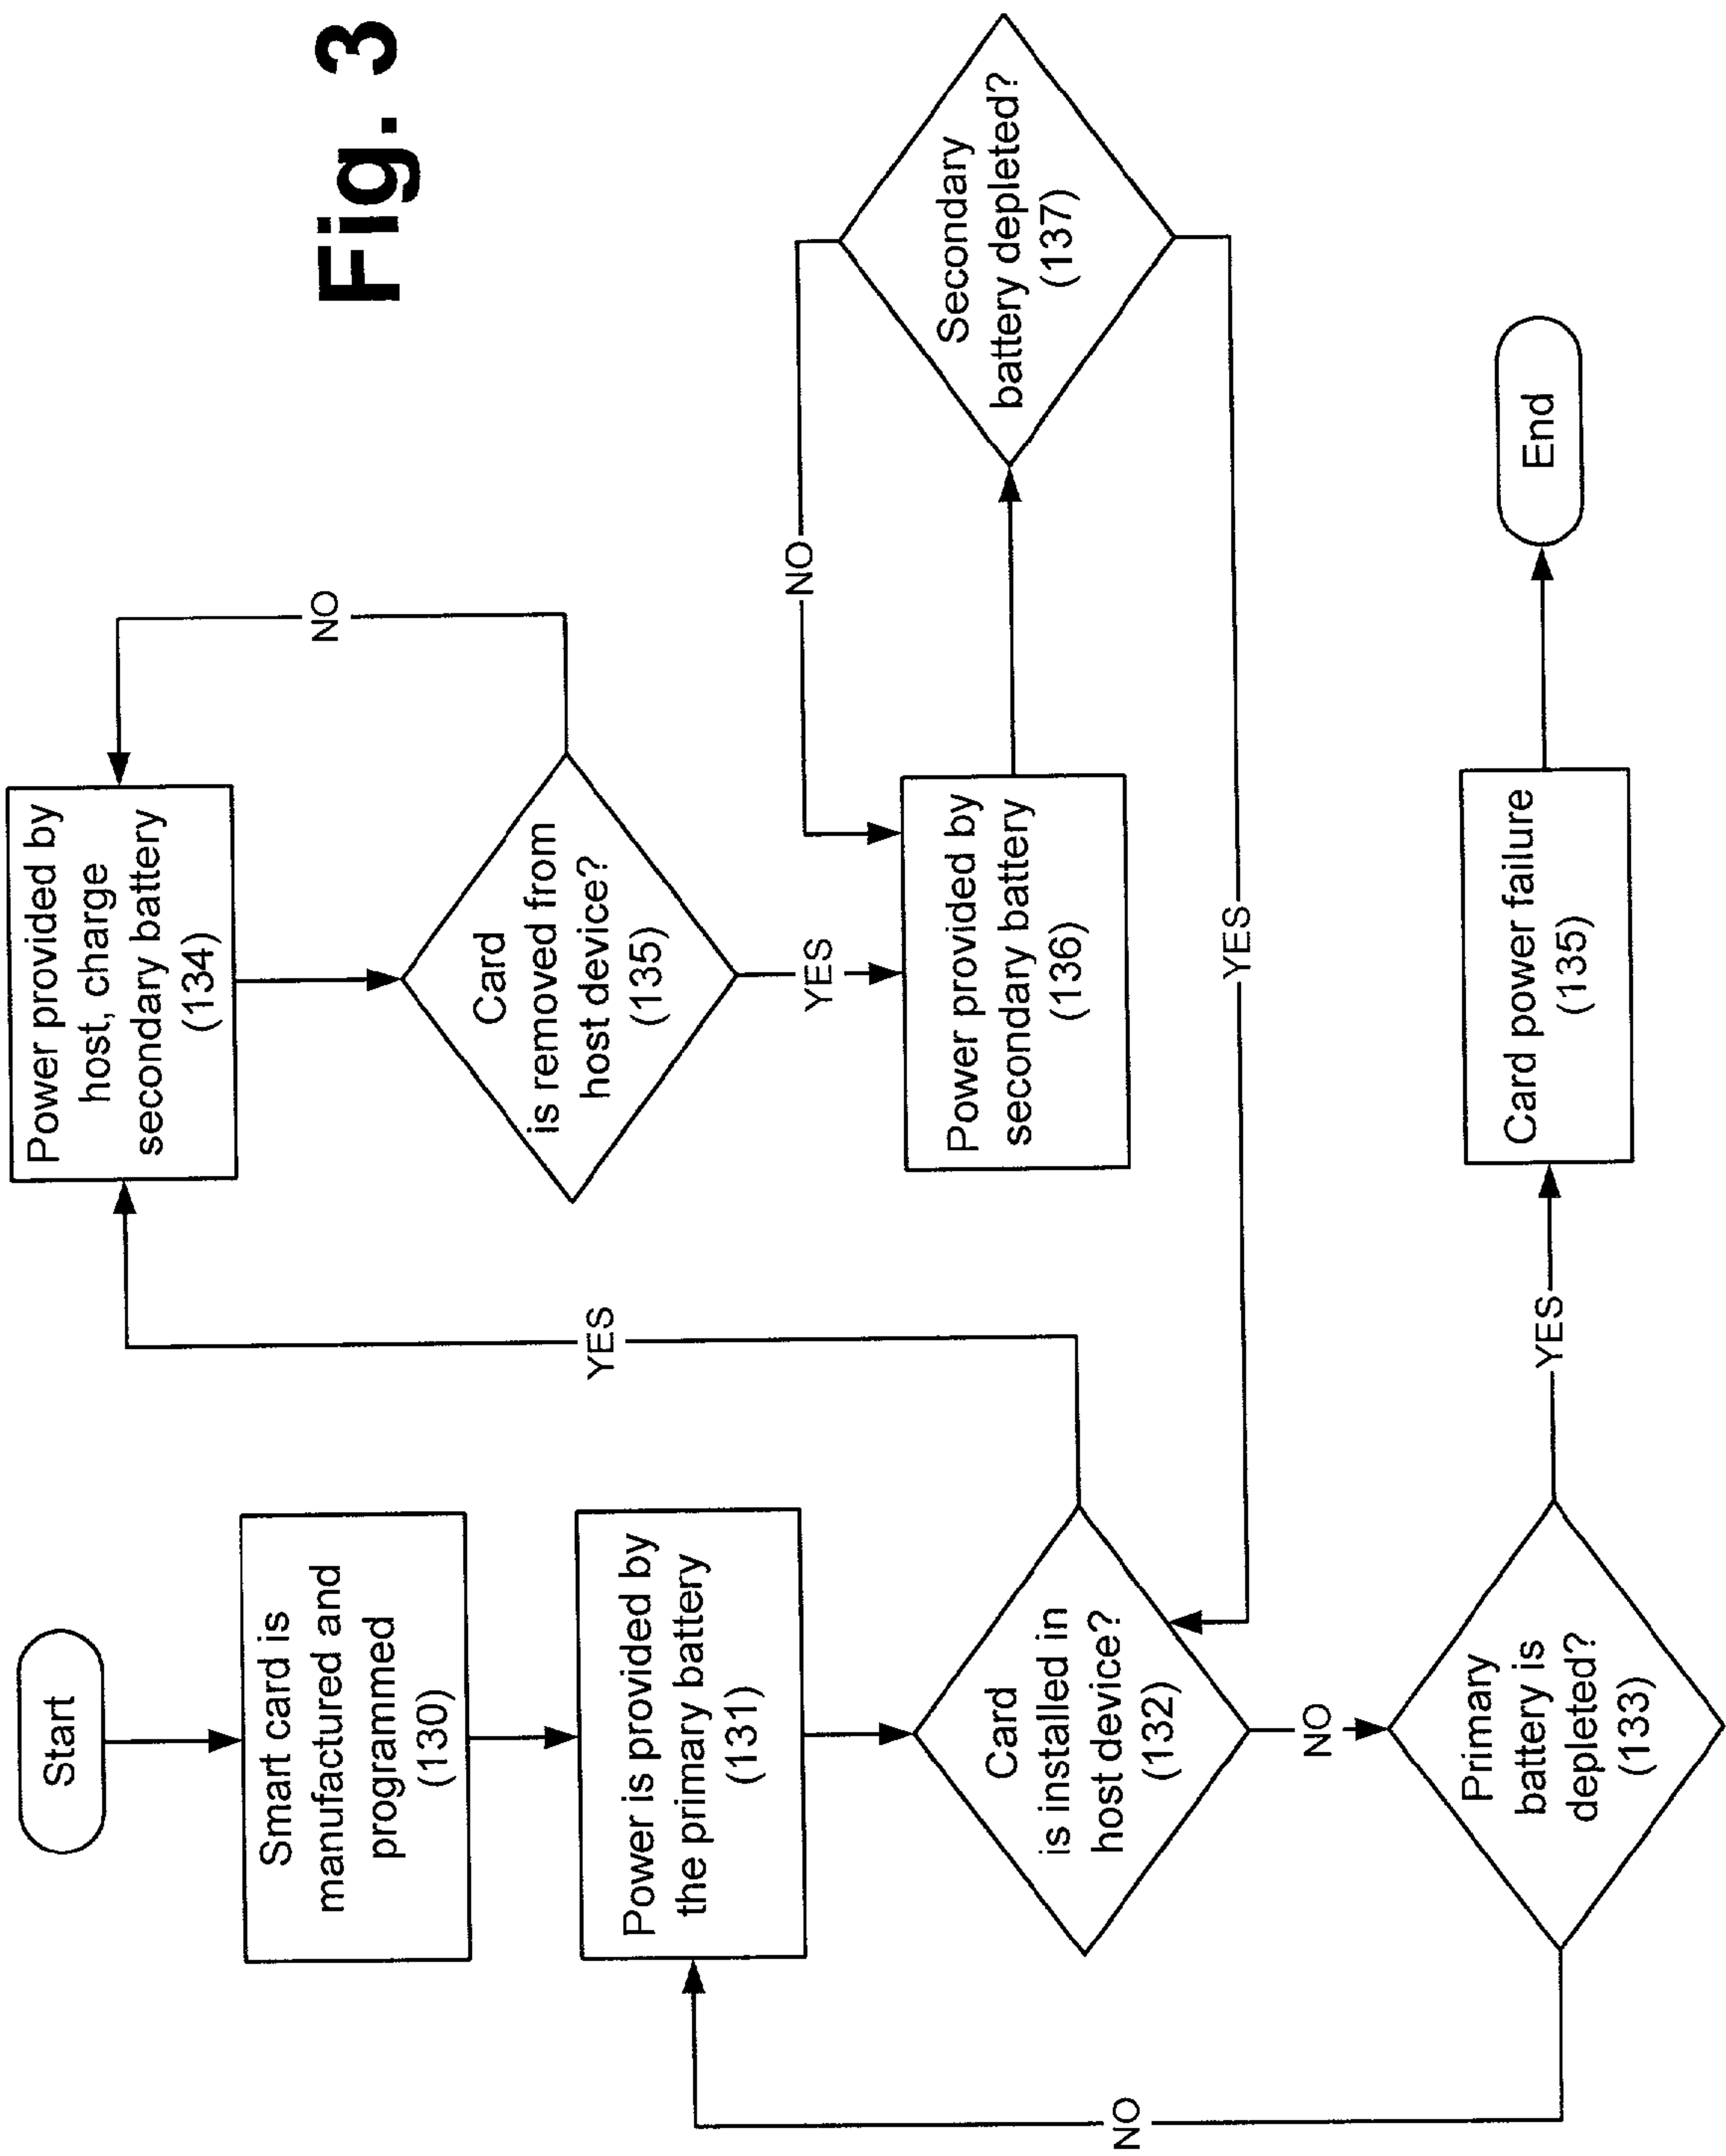 Fig. 3
Start
Smart card is
manufactured and
programmed
(130)
Power is provided by
the primary battery
(131)
Card
is installed in
host device?
(132)
YES
NO
Primary
battery is
depleted?
(133)
NO
YES
Power provided by
host, charge
secondary battery
(134)
Card
is removed from
host device?
(135)
NO
YES
Power provided by
secondary battery
(136)
Secondary
battery depleted?
(137)
NO
YES
Card power failure
(135)
End